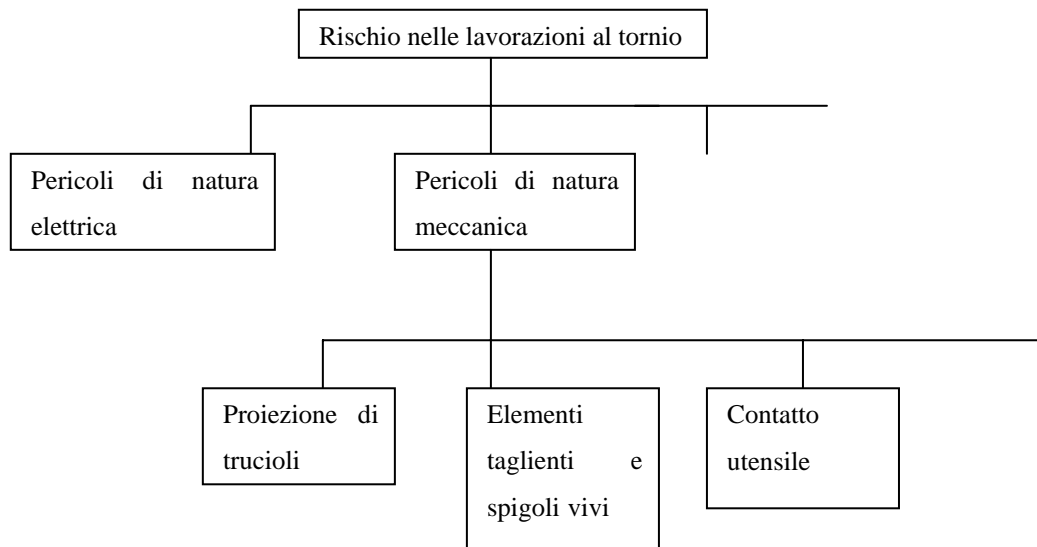 Rischio nelle lavorazioni al tornio
Pericoli di natura
elettrica
Pericoli di natura
meccanica
Proiezione di
trucioli
Elementi
taglienti e
spigoli vivi
Contatto
utensile